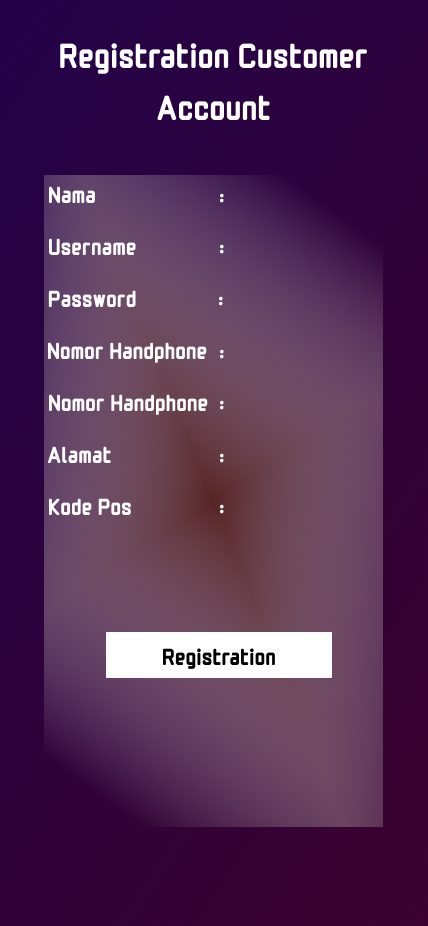 Registration Customer
Account
Nama :
Username :
Password :
Nomor Handphone :
Nomor Handphone :
Alamat :
Kode Pos :
Registration